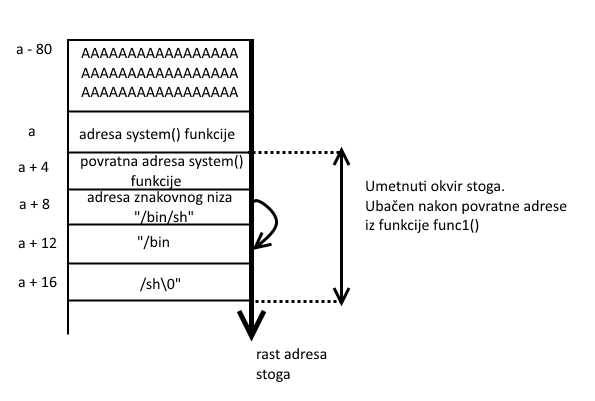 a - 80
AAAAAAAAAAAAAAAAA
AAAAAAAAAAAAAAAAA
AAAAAAAAAAAAAAAAA
a
adresa system() funkcije
a + 4
povratna adresa system()
funkcije
a + 8
adresa znakovnog niza
"/bin/sh"
a + 12
"/bin
a + 16
/sh\0"
Umetnuti okvir stoga.
Ubačen nakon povratne adrese
iz funkcije func1()
rast adresa
stoga